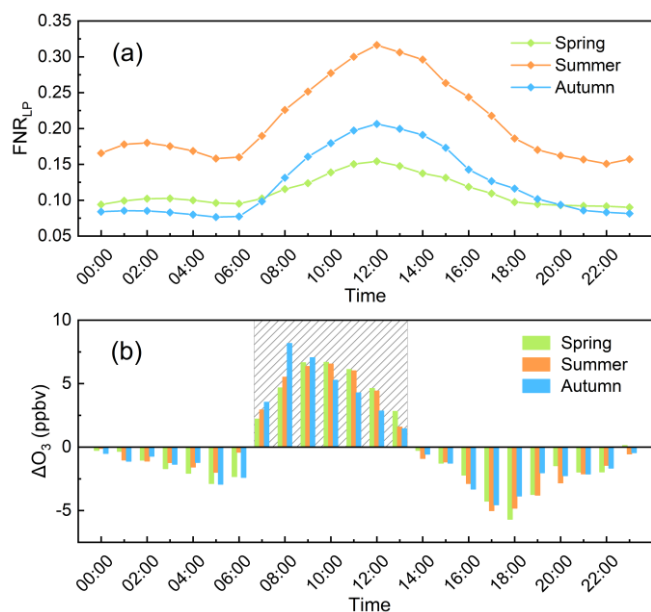 0.35
0.30
0.25
0.20
0.15
0.10
0.05
FNR_LP
(a)
Spring
Summer
Autumn
00:00
02:00
04:00
06:00
08:00
10:00
12:00
14:00
16:00
18:00
20:00
22:00
Time
10
5
0
-5
ΔO₃ (ppbv)
(b)
Spring
Summer
Autumn
00:00
02:00
04:00
06:00
08:00
10:00
12:00
14:00
16:00
18:00
20:00
22:00
Time